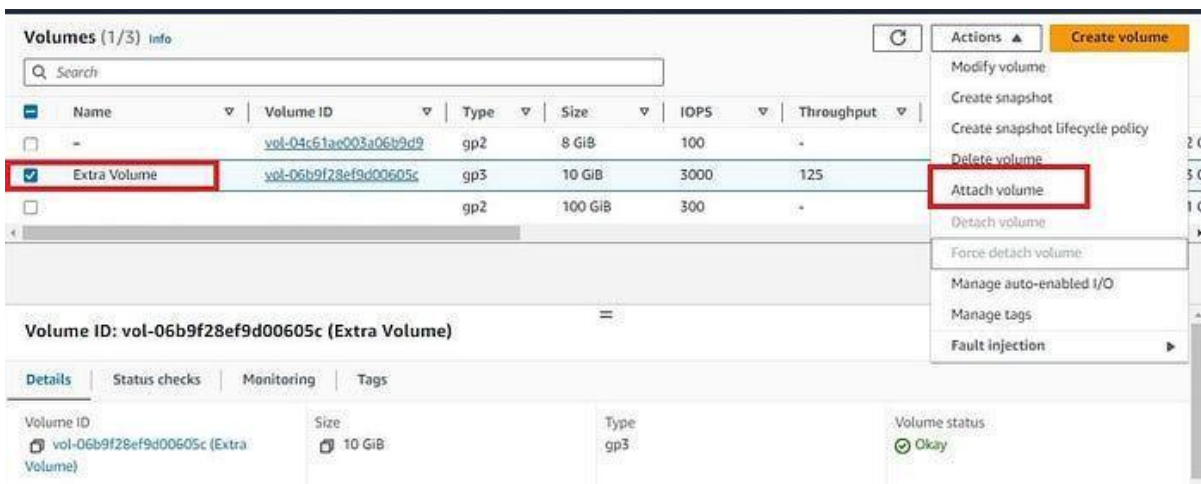 Volumes (1/3) Info
Actions ▲ Create volume
Search
Modify volume
Create snapshot
Create snapshot lifecycle policy
Delete volume
Attach volume
Detach volume
Force detach volume
Manage auto-enabled I/O
Manage tags
Fault injection
Name Volume ID Type Size IOPS Throughput
- vol-04c61ae003a06b9d9 gp2 8 GiB 100 -
Extra Volume vol-06b9f28ef9d00605c gp3 10 GiB 3000 125
gp2 100 GiB 300 -
Volume ID: vol-06b9f28ef9d00605c (Extra Volume)
Details Status checks Monitoring Tags
Volume ID Size Type Volume status
vol-06b9f28ef9d00605c (Extra 10 GiB gp3 Okay
Volume)